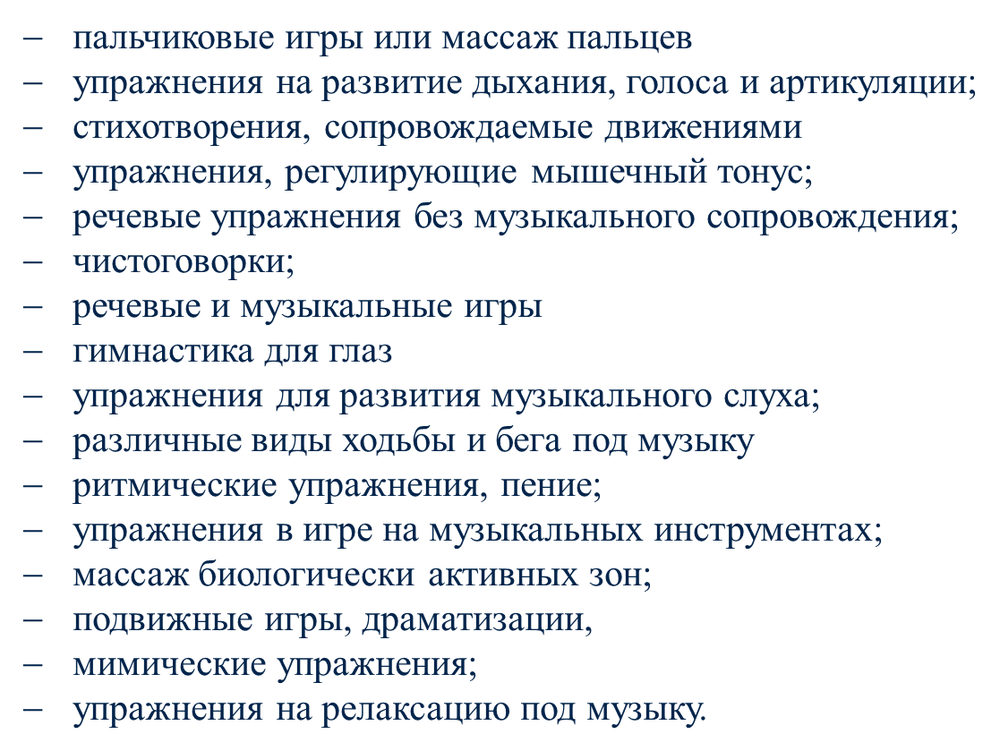 – пальчиковые игры или массаж пальцев
– упражнения на развитие дыхания, голоса и артикуляции;
– стихотворения, сопровождаемые движениями
– упражнения, регулирующие мышечный тонус;
– речевые упражнения без музыкального сопровождения;
– чистоговорки;
– речевые и музыкальные игры
– гимнастика для глаз
– упражнения для развития музыкального слуха;
– различные виды ходьбы и бега под музыку
– ритмические упражнения, пение;
– упражнения в игре на музыкальных инструментах;
– массаж биологически активных зон;
– подвижные игры, драматизации,
– мимические упражнения;
– упражнения на релаксацию под музыку.